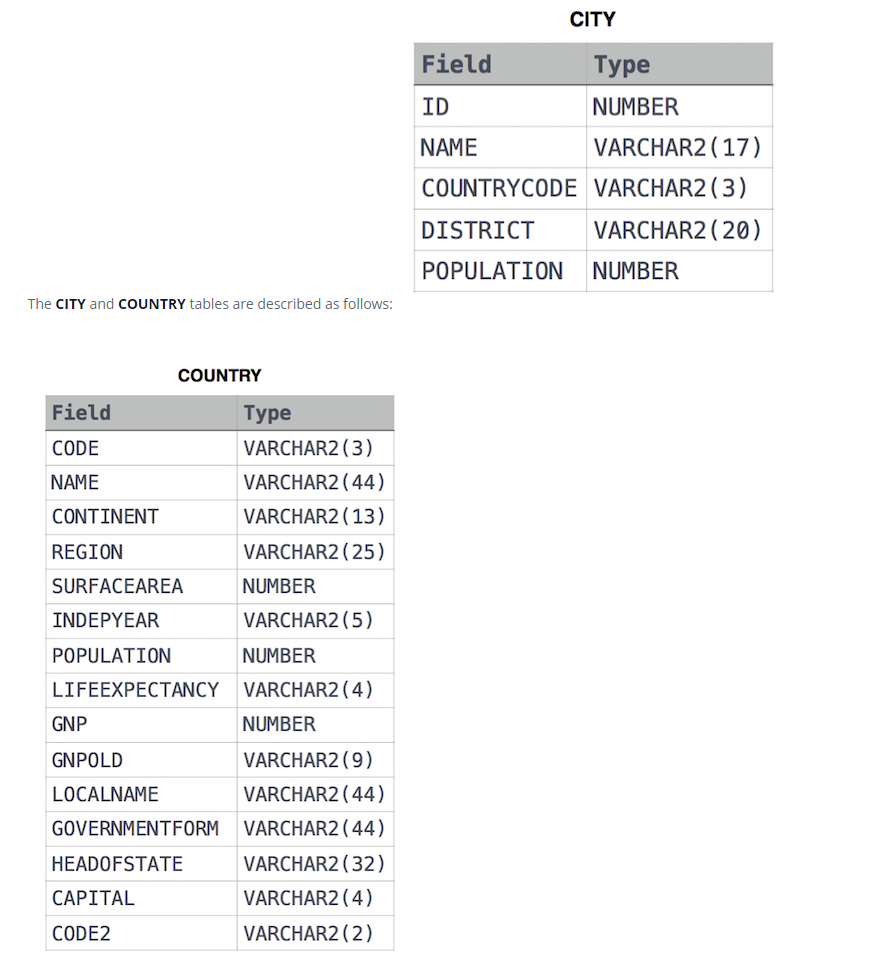 CITY
Field Type
ID NUMBER
NAME VARCHAR2(17)
COUNTRYCODE VARCHAR2(3)
DISTRICT VARCHAR2(20)
POPULATION NUMBER
The CITY and COUNTRY tables are described as follows:
COUNTRY
Field Type
CODE VARCHAR2(3)
NAME VARCHAR2(44)
CONTINENT VARCHAR2(13)
REGION VARCHAR2(25)
SURFACEAREA NUMBER
INDEPYEAR VARCHAR2(5)
POPULATION NUMBER
LIFEEXPECTANCY VARCHAR2(4)
GNP NUMBER
GNPOLD VARCHAR2(9)
LOCALNAME VARCHAR2(44)
GOVERNMENTFORM VARCHAR2(44)
HEADOFSTATE VARCHAR2(32)
CAPITAL VARCHAR2(4)
CODE2 VARCHAR2(2)